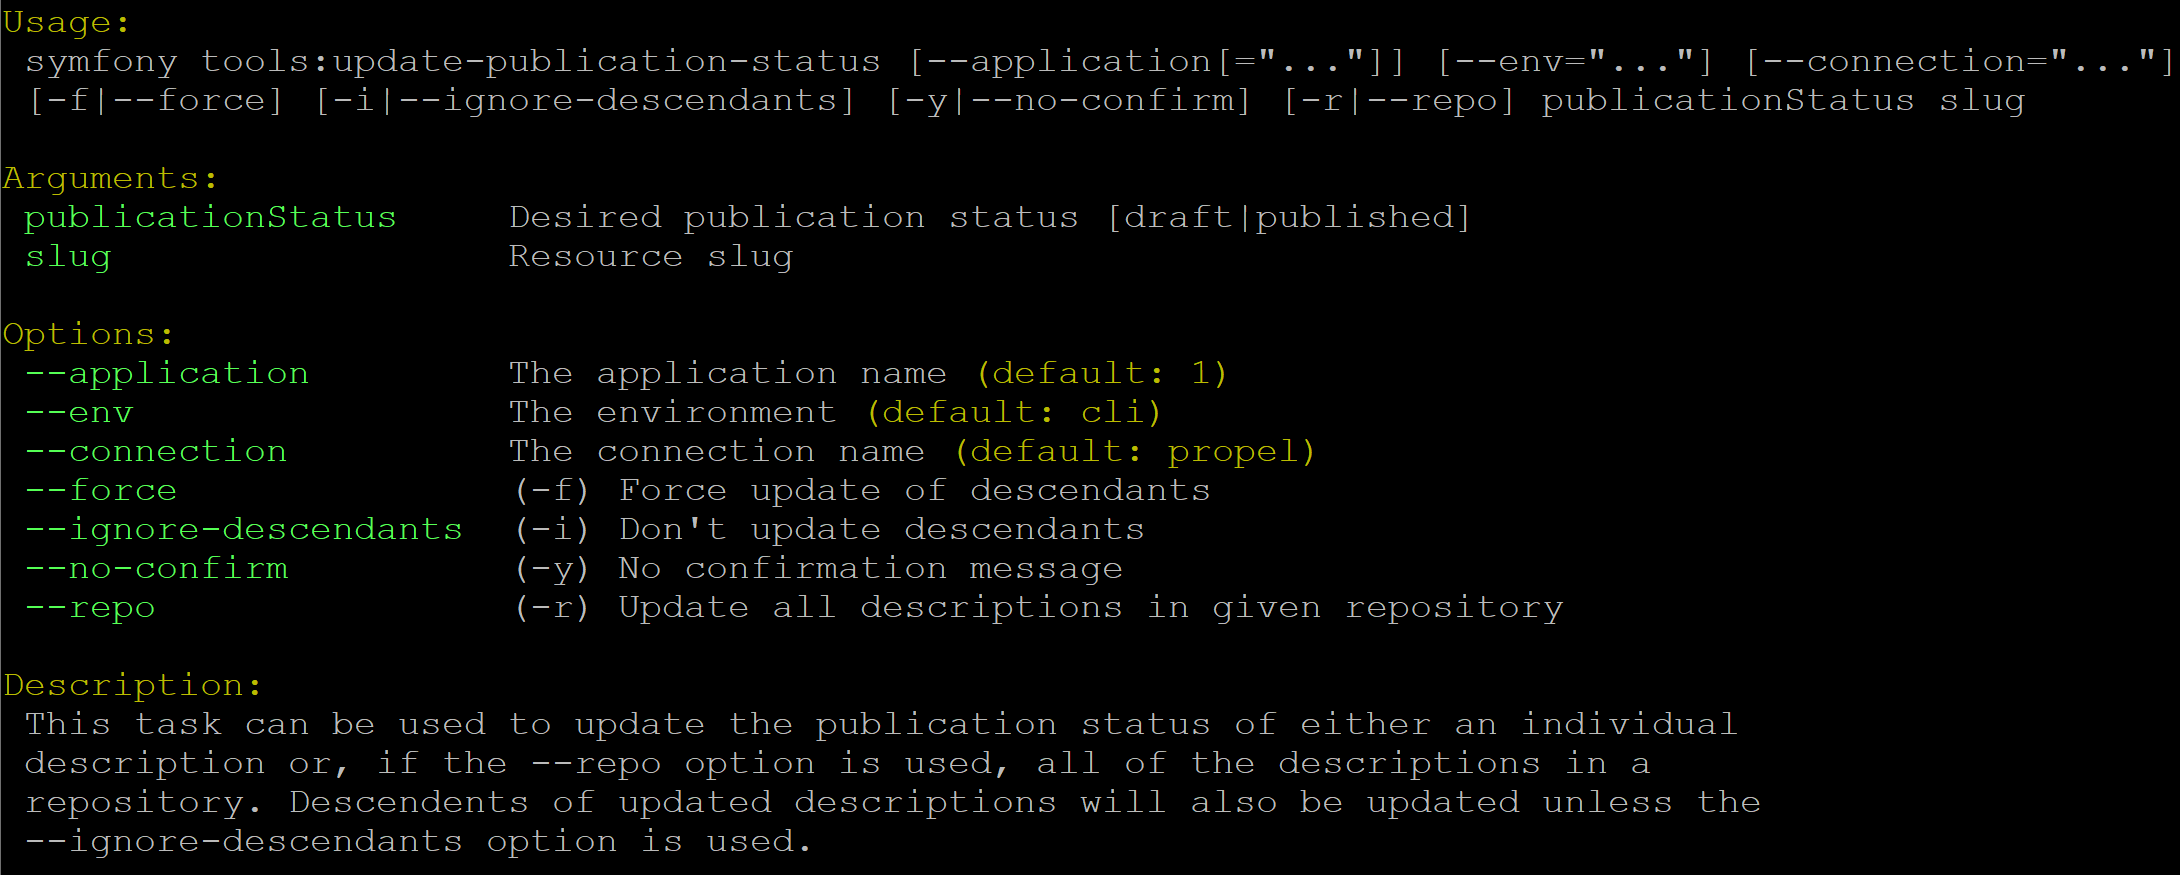 Usage:
symfony tools:update-publication-status [--application[="..."]] [--env="..."] [--connection="..."]
[-f|--force] [-i|--ignore-descendants] [-y|--no-confirm] [-r|--repo] publicationStatus slug
Arguments:
publicationStatus Desired publication status [draft|published]
slug Resource slug
Options:
--application The application name (default: 1)
--env The environment (default: cli)
--connection The connection name (default: propel)
--force (-f) Force update of descendants
--ignore-descendants (-i) Don't update descendants
--no-confirm (-y) No confirmation message
--repo (-r) Update all descriptions in given repository
Description:
This task can be used to update the publication status of either an individual
description or, if the --repo option is used, all of the descriptions in a
repository. Descendents of updated descriptions will also be updated unless the
--ignore-descendants option is used.